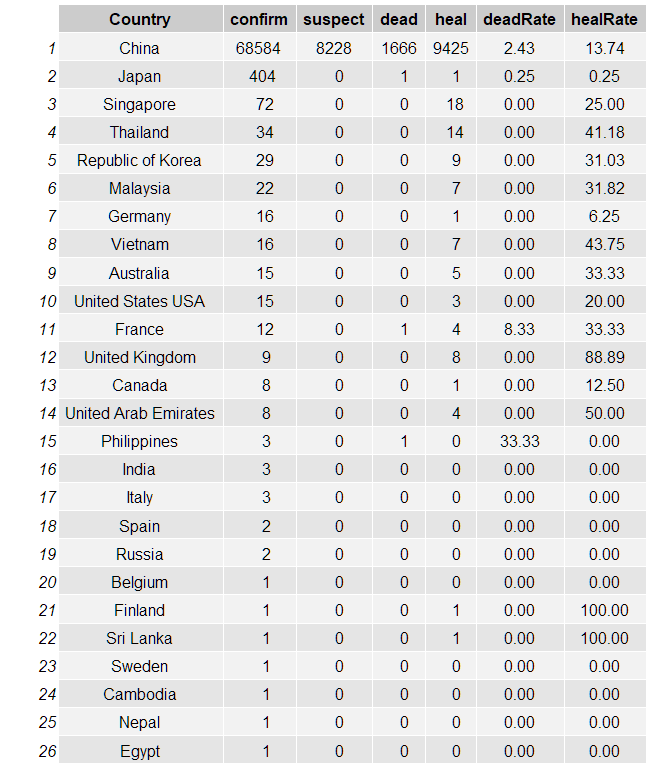 Country confirm suspect dead heal deadRate healRate
1 China 68584 8228 1666 9425 2.43 13.74
2 Japan 404 0 1 1 0.25 0.25
3 Singapore 72 0 0 18 0.00 25.00
4 Thailand 34 0 0 14 0.00 41.18
5 Republic of Korea 29 0 0 9 0.00 31.03
6 Malaysia 22 0 0 7 0.00 31.82
7 Germany 16 0 0 1 0.00 6.25
8 Vietnam 16 0 0 7 0.00 43.75
9 Australia 15 0 0 5 0.00 33.33
10 United States USA 15 0 0 3 0.00 20.00
11 France 12 0 1 4 8.33 33.33
12 United Kingdom 9 0 0 8 0.00 88.89
13 Canada 8 0 0 1 0.00 12.50
14 United Arab Emirates 8 0 0 4 0.00 50.00
15 Philippines 3 0 1 0 33.33 0.00
16 India 3 0 0 0 0.00 0.00
17 Italy 3 0 0 0 0.00 0.00
18 Spain 2 0 0 0 0.00 0.00
19 Russia 2 0 0 0 0.00 0.00
20 Belgium 1 0 0 0 0.00 0.00
21 Finland 1 0 0 1 0.00 100.00
22 Sri Lanka 1 0 0 1 0.00 100.00
23 Sweden 1 0 0 0 0.00 0.00
24 Cambodia 1 0 0 0 0.00 0.00
25 Nepal 1 0 0 0 0.00 0.00
26 Egypt 1 0 0 0 0.00 0.00